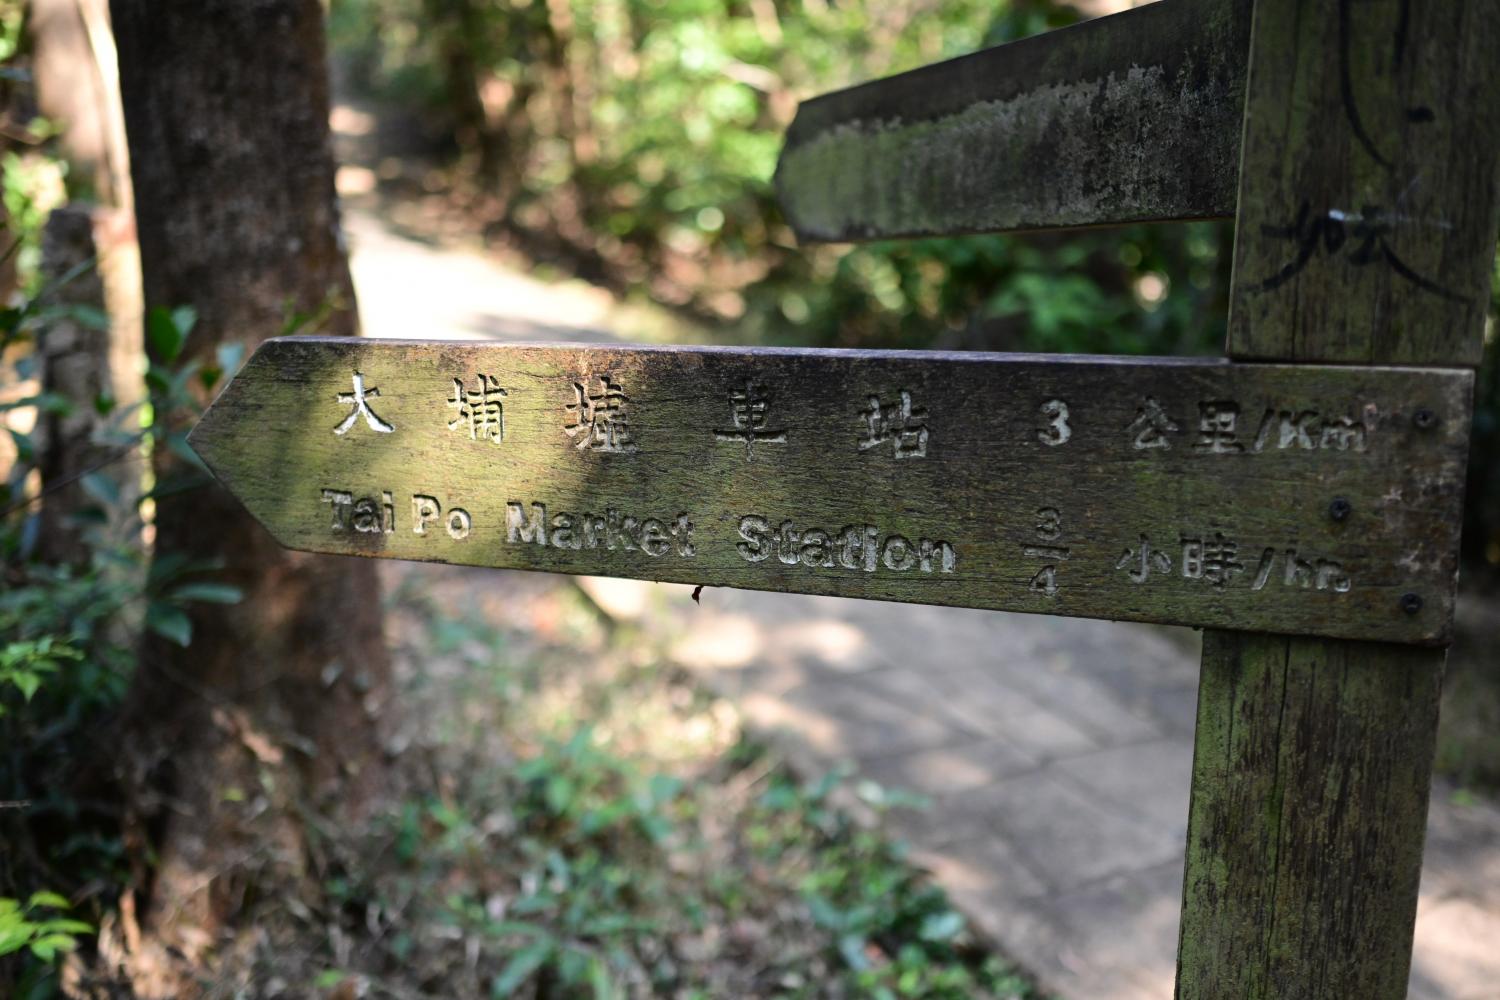 大埔墟車站 3 公里/Km
Tai Po Market Station 3/4 小時/hr.